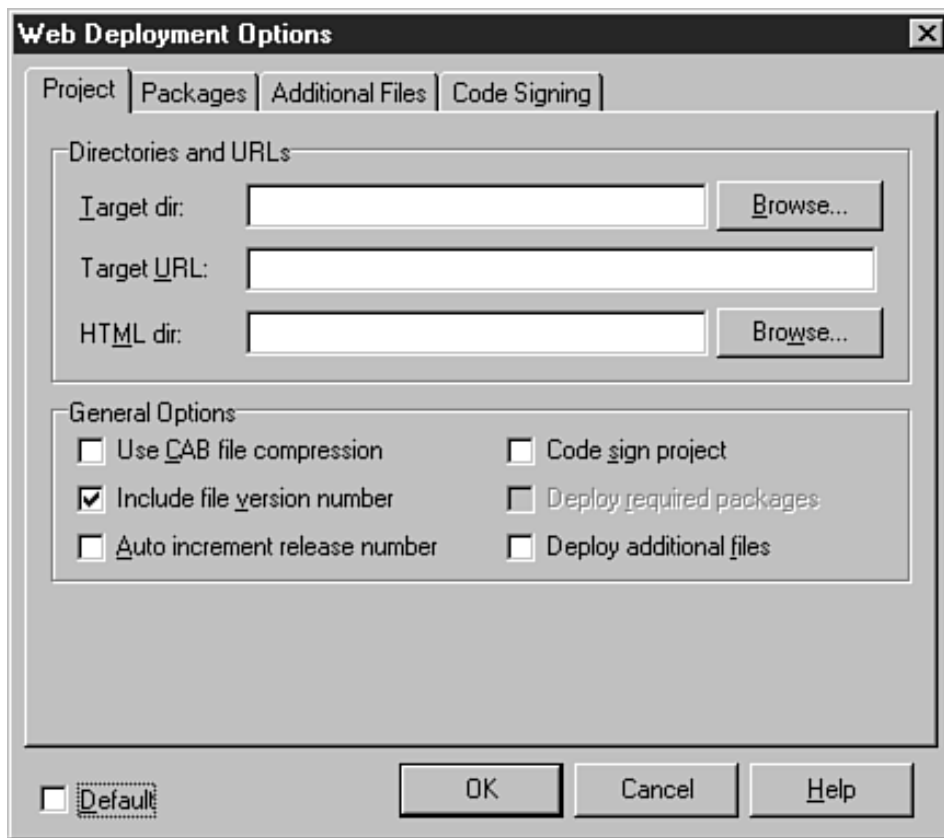 Web Deployment Options
Project Packages Additional Files Code Signing
Directories and URLs
Target dir: Browse...
Target URL:
HTML dir: Browse...
General Options
Use CAB file compression Code sign project
Include file version number Deploy required packages
Auto increment release number Deploy additional files
Default OK Cancel Help